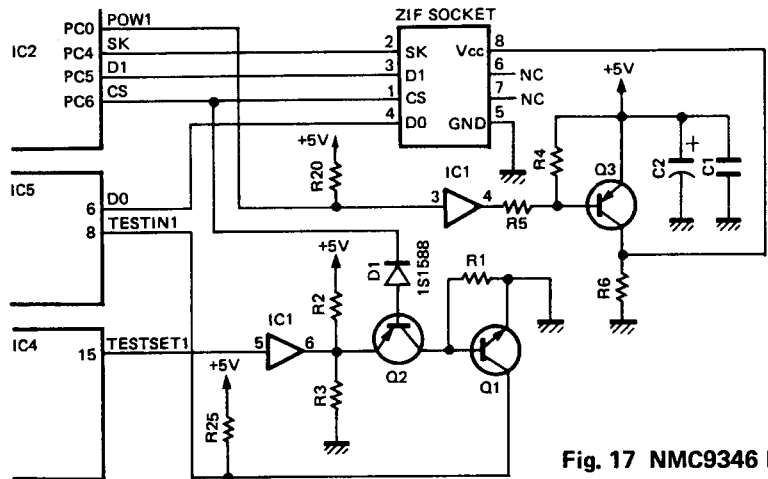 ZIF SOCKET
IC2
PC0 POW1
PC4 SK
PC5 D1
PC6 CS
2 SK
3 D1
1 CS
4 D0
Vcc 8
6 NC
7 NC
GND 5
+5V
+5V
R20
IC1
3 4
R5
R4
Q3
C2 +
C1
R6
IC5
6 D0
8 TESTIN1
+5V
R2
D1
1S1588
R1
IC4
15 TESTSET1
IC1
5 6
Q2
Q1
R3
+5V
R25
Fig. 17 NMC9346